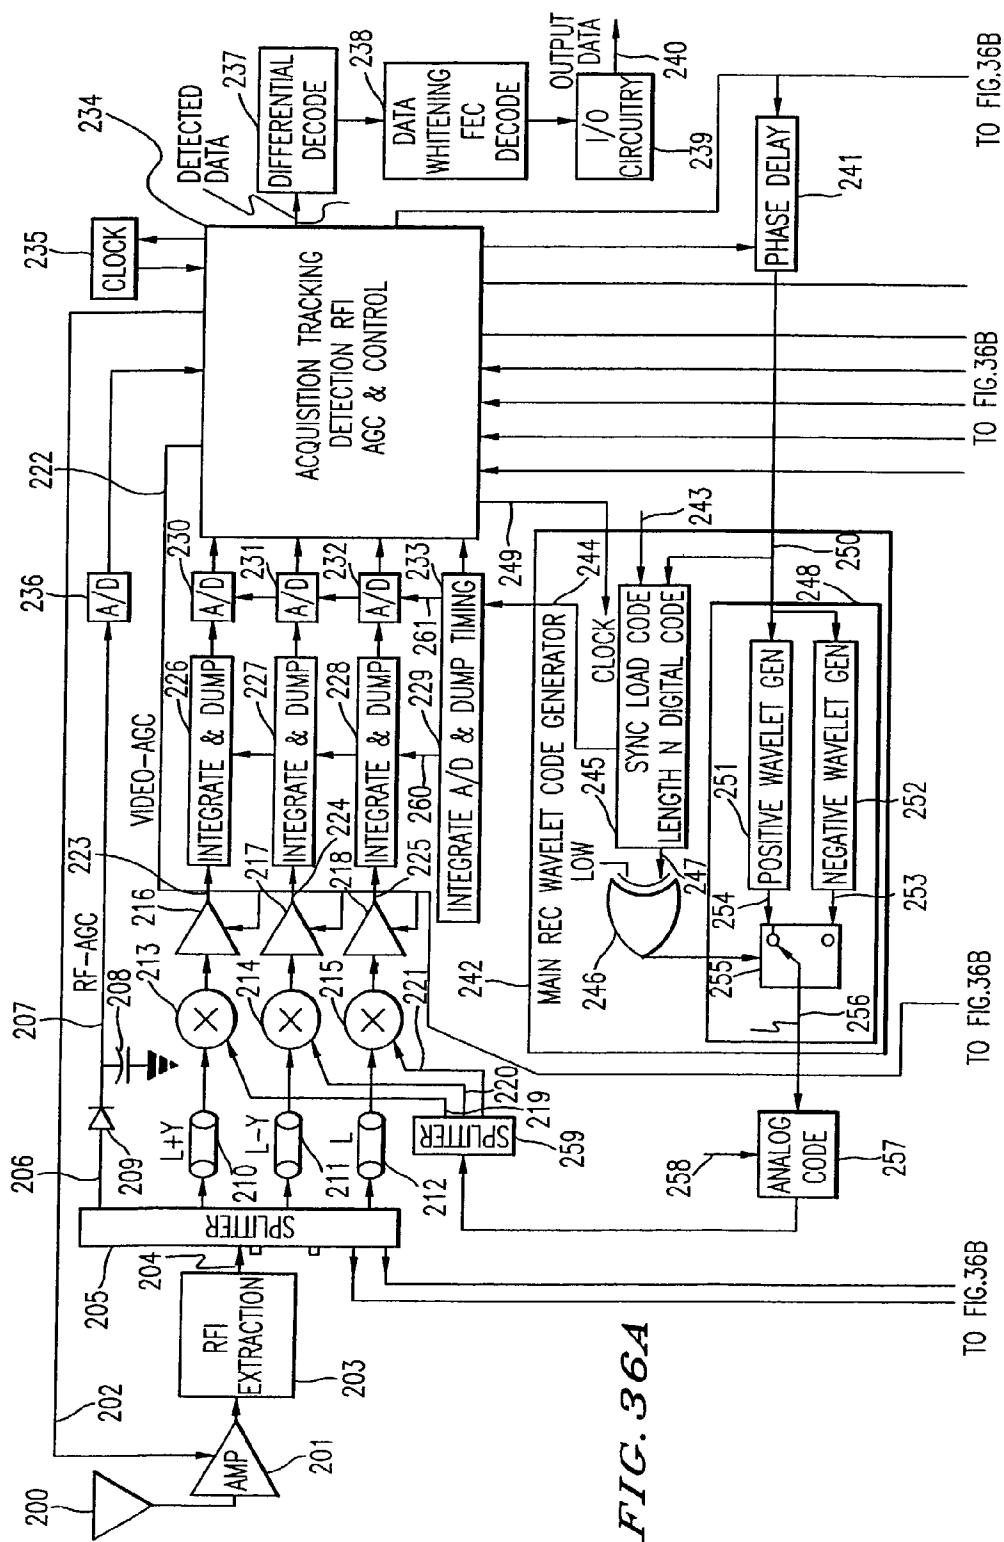 200
AMP
201
202
RFI
EXTRACTION
203
204
205
SPLITTER
206
209
207
208
RF-AGC
L+Y
210
L-Y
211
L
212
213
214
215
216
217
218
219
220
221
SPLITTER
259
223
224
225
VIDEO-AGC
222
INTEGRATE & DUMP
226
INTEGRATE & DUMP
227
INTEGRATE & DUMP
228
260
229
261
233
INTEGRATE A/D & DUMP TIMING
A/D
230
A/D
231
A/D
232
A/D
236
ACQUISITION TRACKING
DETECTION RFI
AGC & CONTROL
234
CLOCK
235
DETECTED
DATA
DIFFERENTIAL
DECODE
237
DATA
WHITENING
FEC
DECODE
238
I/O
CIRCUITRY
239
OUTPUT
DATA
240
PHASE DELAY
241
242
MAIN REC WAVELET CODE GENERATOR
244
249
CLOCK
243
245
SYNC LOAD CODE
LENGTH N DIGITAL CODE
LOW
246
247
250
248
251
POSITIVE WAVELET GEN
NEGATIVE WAVELET GEN
252
253
254
255
256
ANALOG
CODE
257
258
TO FIG.36B
TO FIG.36B
TO FIG.36B
TO FIG.36B
FIG. 36A